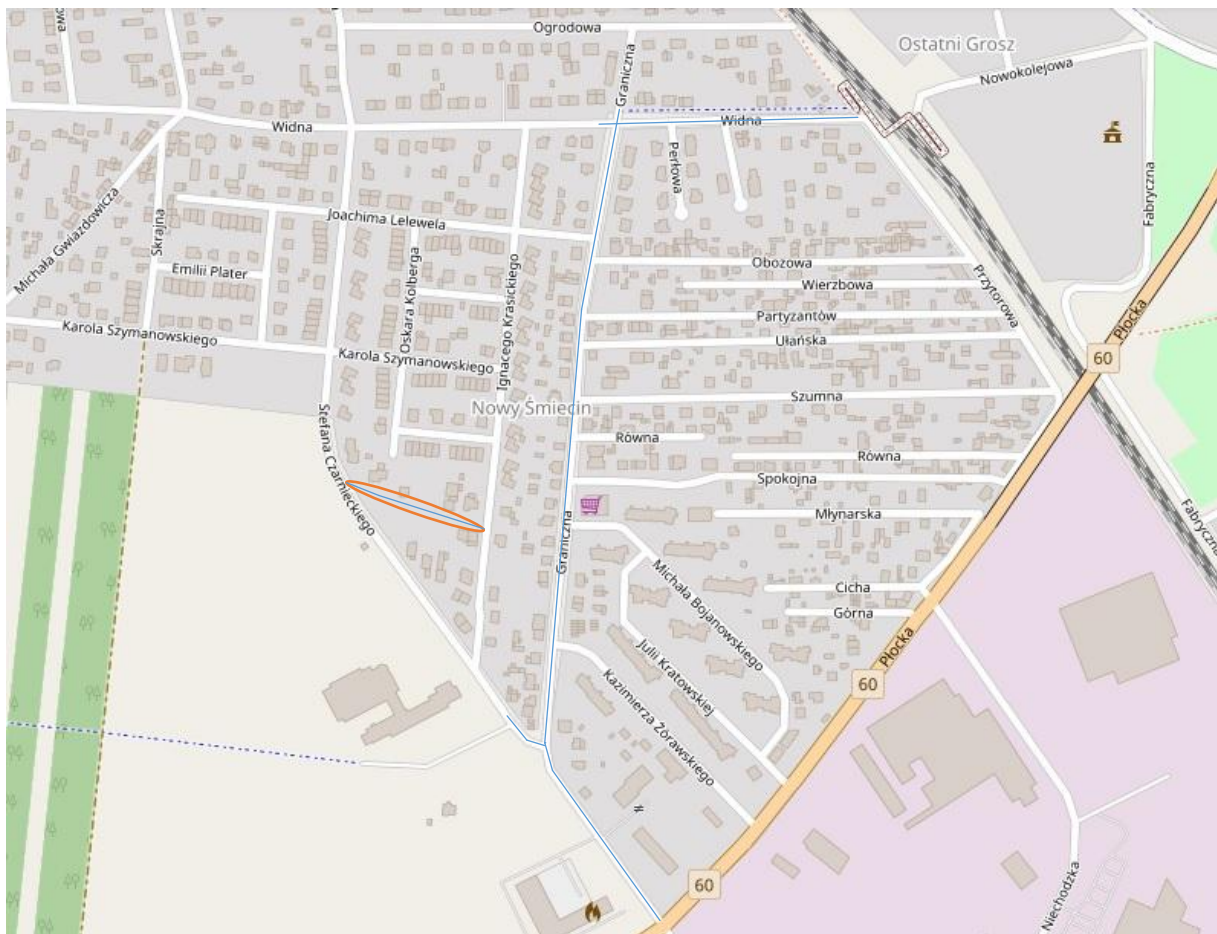 Ogrodowa
Graniczna
Ostatni Grosz
Nowokolejowa
Widna
Widna
Perłowa
Fabryczna
Michała Gwiazdowicza
Skrajna
Joachima Lelewela
Emilii Plater
Oskara Kolberga
Ignacego Krasickiego
Obozowa
Wierzbowa
Przytorowa
Partyzantów
Ułańska
Płocka
60
Karola Szymanowskiego
Karola Szymanowskiego
Szumna
Nowy Śmiecin
Stefana Czarnieckiego
Równa
Równa
Spokojna
Młynarska
Graniczna
Fabryczna
Michała Bojanowskiego
Cicha
Górna
Julii Kratowskiej
Płocka
60
Kazimierza Żórawskiego
60
Niechodzka